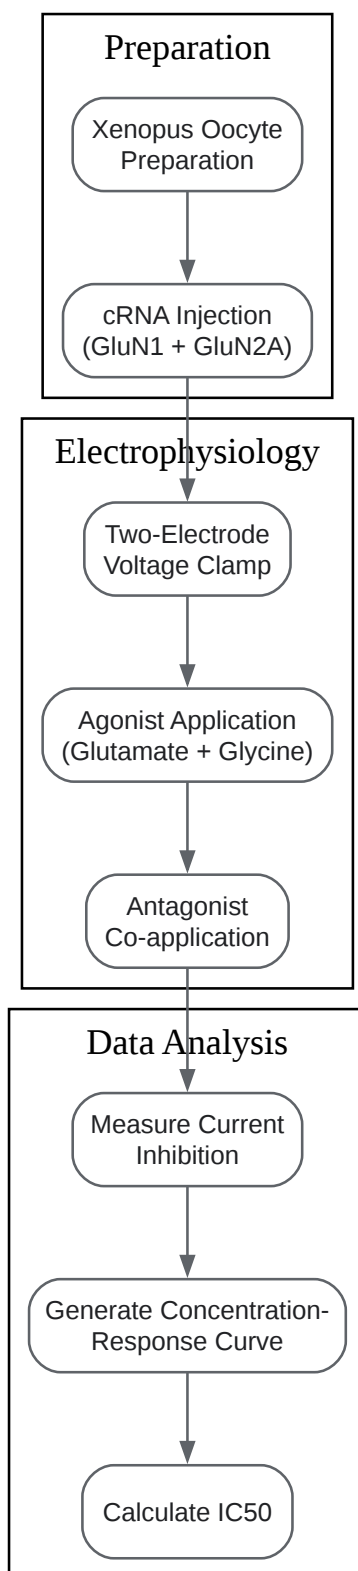 Preparation
Xenopus Oocyte
Preparation
cRNA Injection
(GluN1 + GluN2A)
Electrophysiology
Two-Electrode
Voltage Clamp
Agonist Application
(Glutamate + Glycine)
Antagonist
Co-application
Data Analysis
Measure Current
Inhibition
Generate Concentration-
Response Curve
Calculate IC50